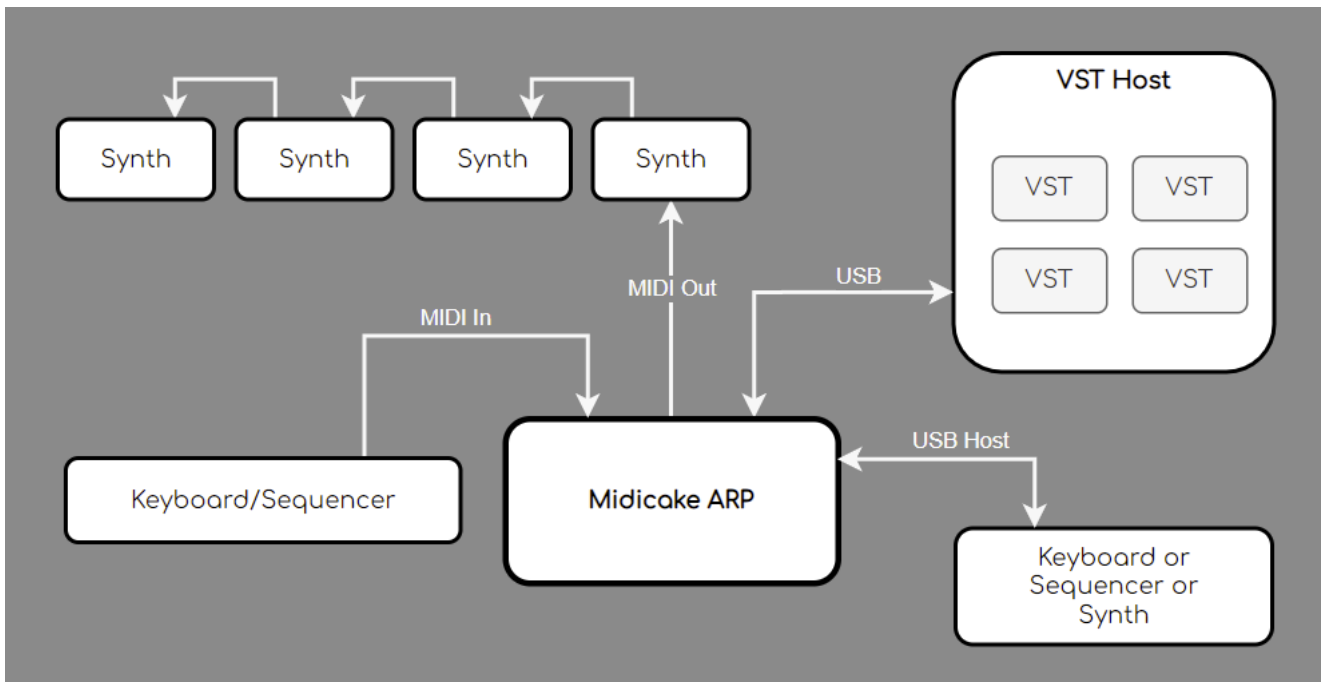 VST Host
Synth
Synth
Synth
Synth
VST
VST
VST
VST
USB
MIDI Out
MIDI In
USB Host
Keyboard/Sequencer
Midicake ARP
Keyboard or
Sequencer or
Synth